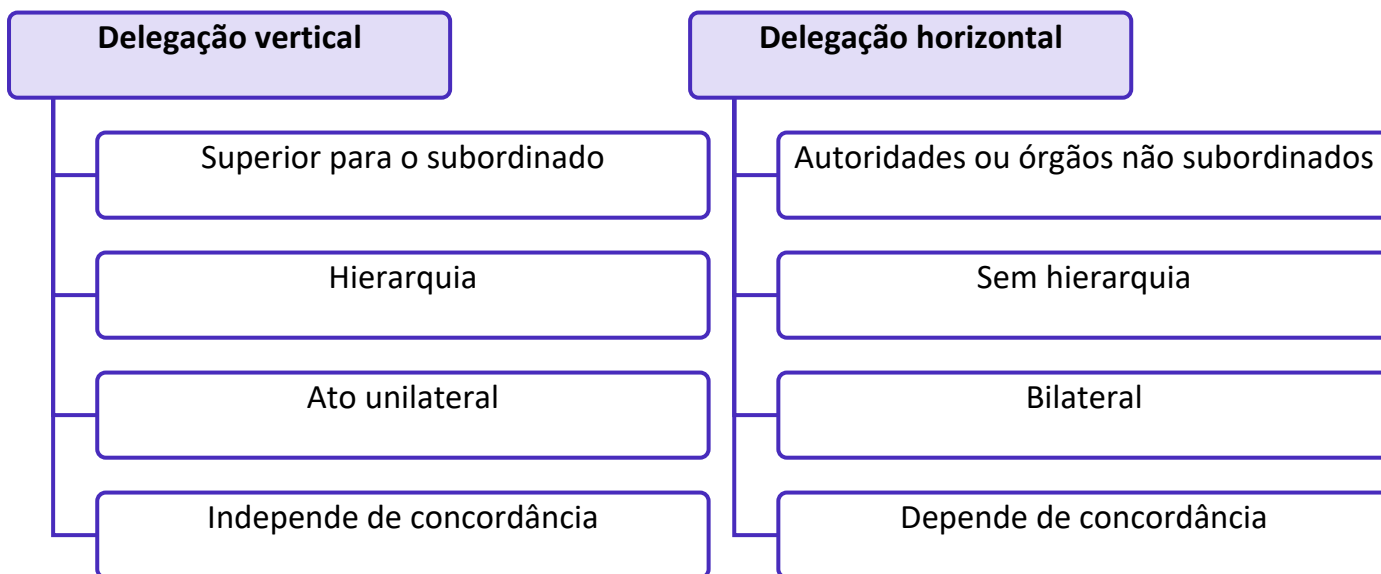 Delegação vertical
Superior para o subordinado
Hierarquia
Ato unilateral
Independe de concordância
Delegação horizontal
Autoridades ou órgãos não subordinados
Sem hierarquia
Bilateral
Depende de concordância